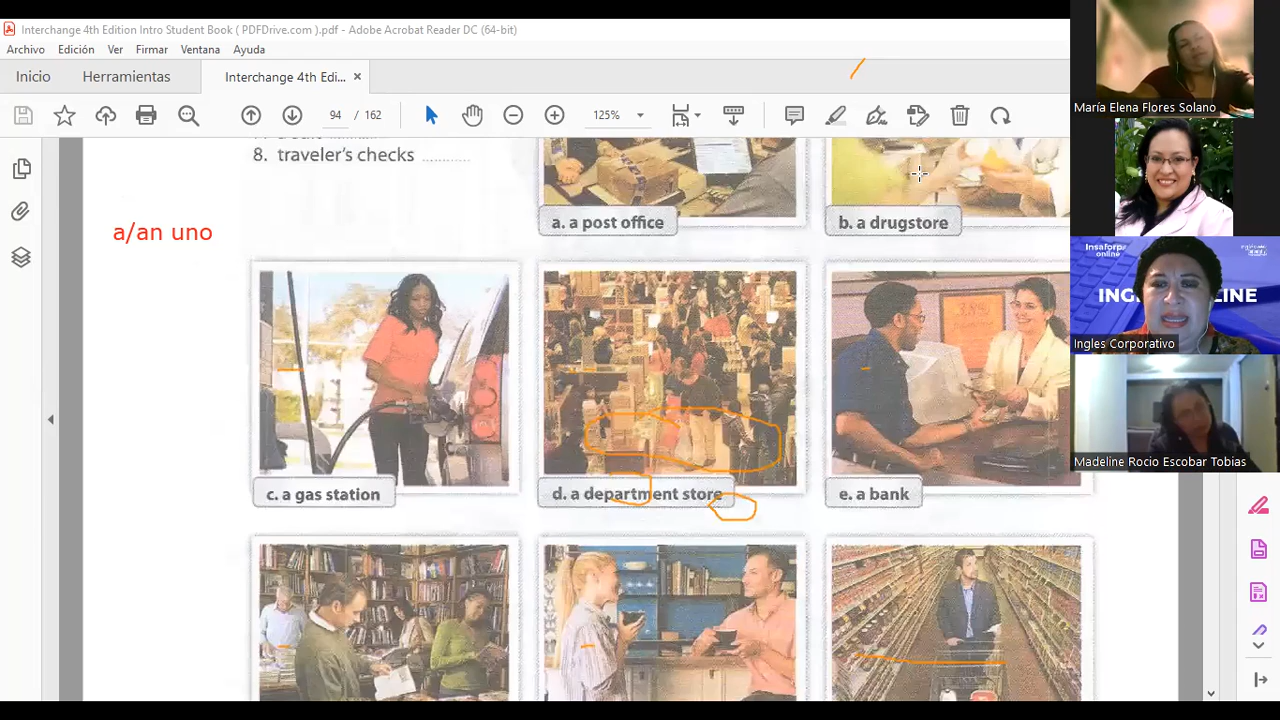 Interchange 4th Edition Intro Student Book ( PDFDrive.com ).pdf - Adobe Acrobat Reader DC (64-bit)
Archivo Edición Ver Firmar Ventana Ayuda
Inicio Herramientas Interchange 4th Edi... ×
94 / 162 125%
8. traveler's checks ..........
a/an uno
a. a post office b. a drugstore
c. a gas station d. a department store e. a bank
María Elena Flores Solano
Insaforp
online
Ingles Corporativo
Madeline Rocio Escobar Tobias